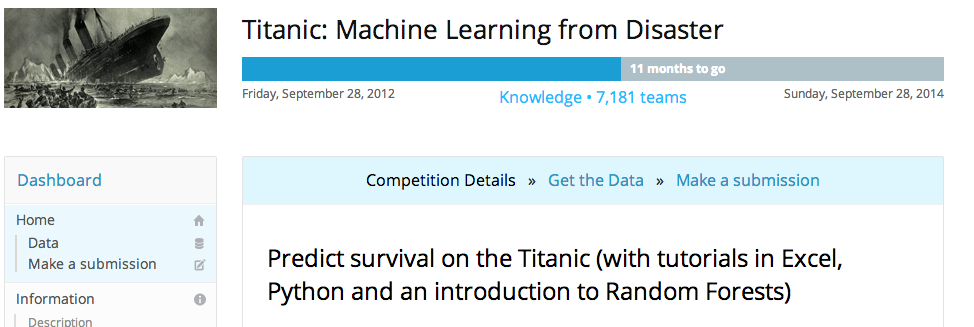 Titanic: Machine Learning from Disaster
11 months to go
Friday, September 28, 2012
Knowledge • 7,181 teams
Sunday, September 28, 2014
Dashboard
Home
Data
Make a submission
Information
Description
Competition Details » Get the Data » Make a submission
Predict survival on the Titanic (with tutorials in Excel,
Python and an introduction to Random Forests)